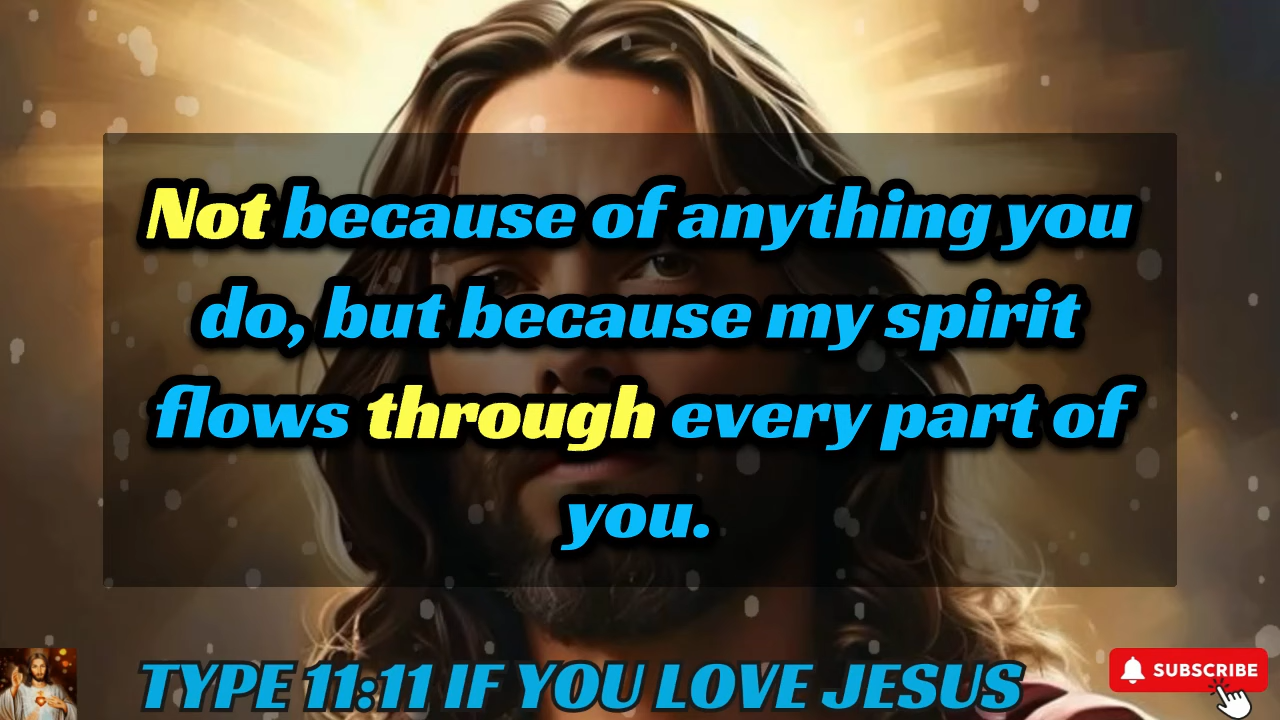 Not because of anything you
do, but because my spirit
flows through every part of
you.
TYPE 11:11 IF YOU LOVE JESUS
SUBSCRIBE